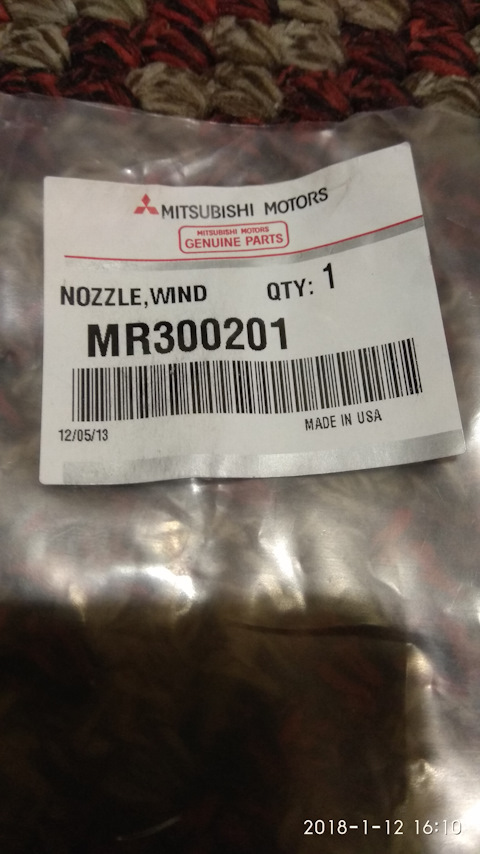 MITSUBISHI MOTORS
MITSUBISHI MOTORS
GENUINE PARTS
NOZZLE,WIND QTY: 1
MR300201
MADE IN USA
12/05/13
2018-1-12 16:10